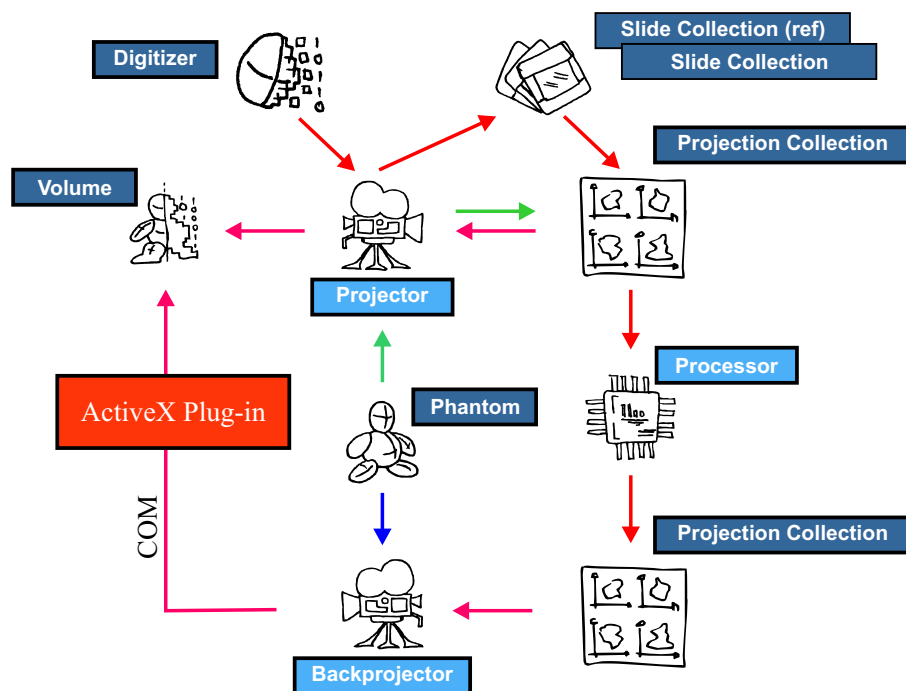 Slide Collection (ref)
Slide Collection
Digitizer
Projection Collection
Volume
Projector
Processor
ActiveX Plug-in
Phantom
COM
Projection Collection
Backprojector